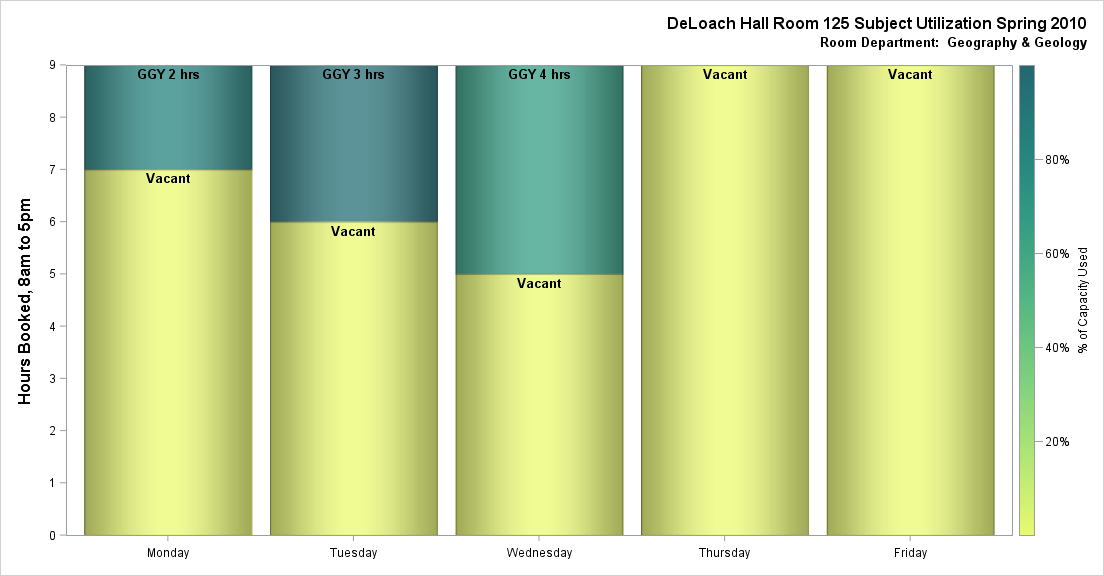 DeLoach Hall Room 125 Subject Utilization Spring 2010
Room Department:  Geography & Geology
Hours Booked, 8am to 5pm
9
8
7
6
5
4
3
2
1
0
GGY 2 hrs
Vacant
GGY 3 hrs
Vacant
GGY 4 hrs
Vacant
Vacant
Vacant
Monday
Tuesday
Wednesday
Thursday
Friday
80%
60%
40%
20%
% of Capacity Used